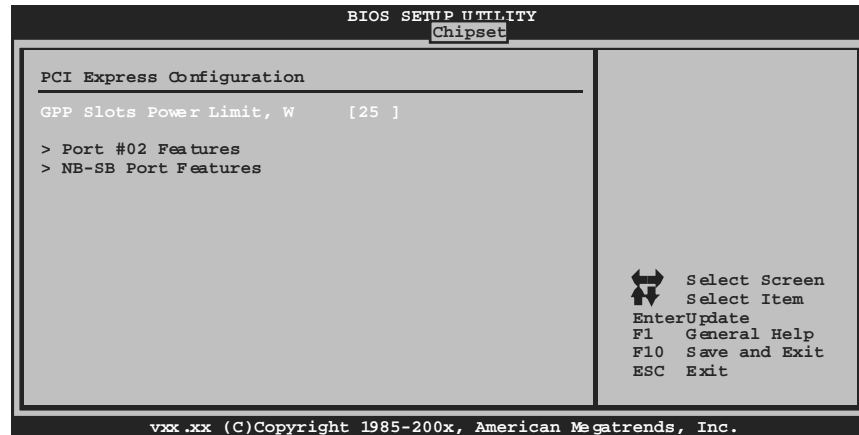 BIOS SETUP UTILITY
Chipset
PCI Express Configuration
GPP Slots Power Limit, W [25 ]
> Port #02 Features
> NB-SB Port Features
Select Screen
Select Item
EnterUpdate
F1 General Help
F10 Save and Exit
ESC Exit
vxx.xx (C)Copyright 1985-200x, American Megatrends, Inc.